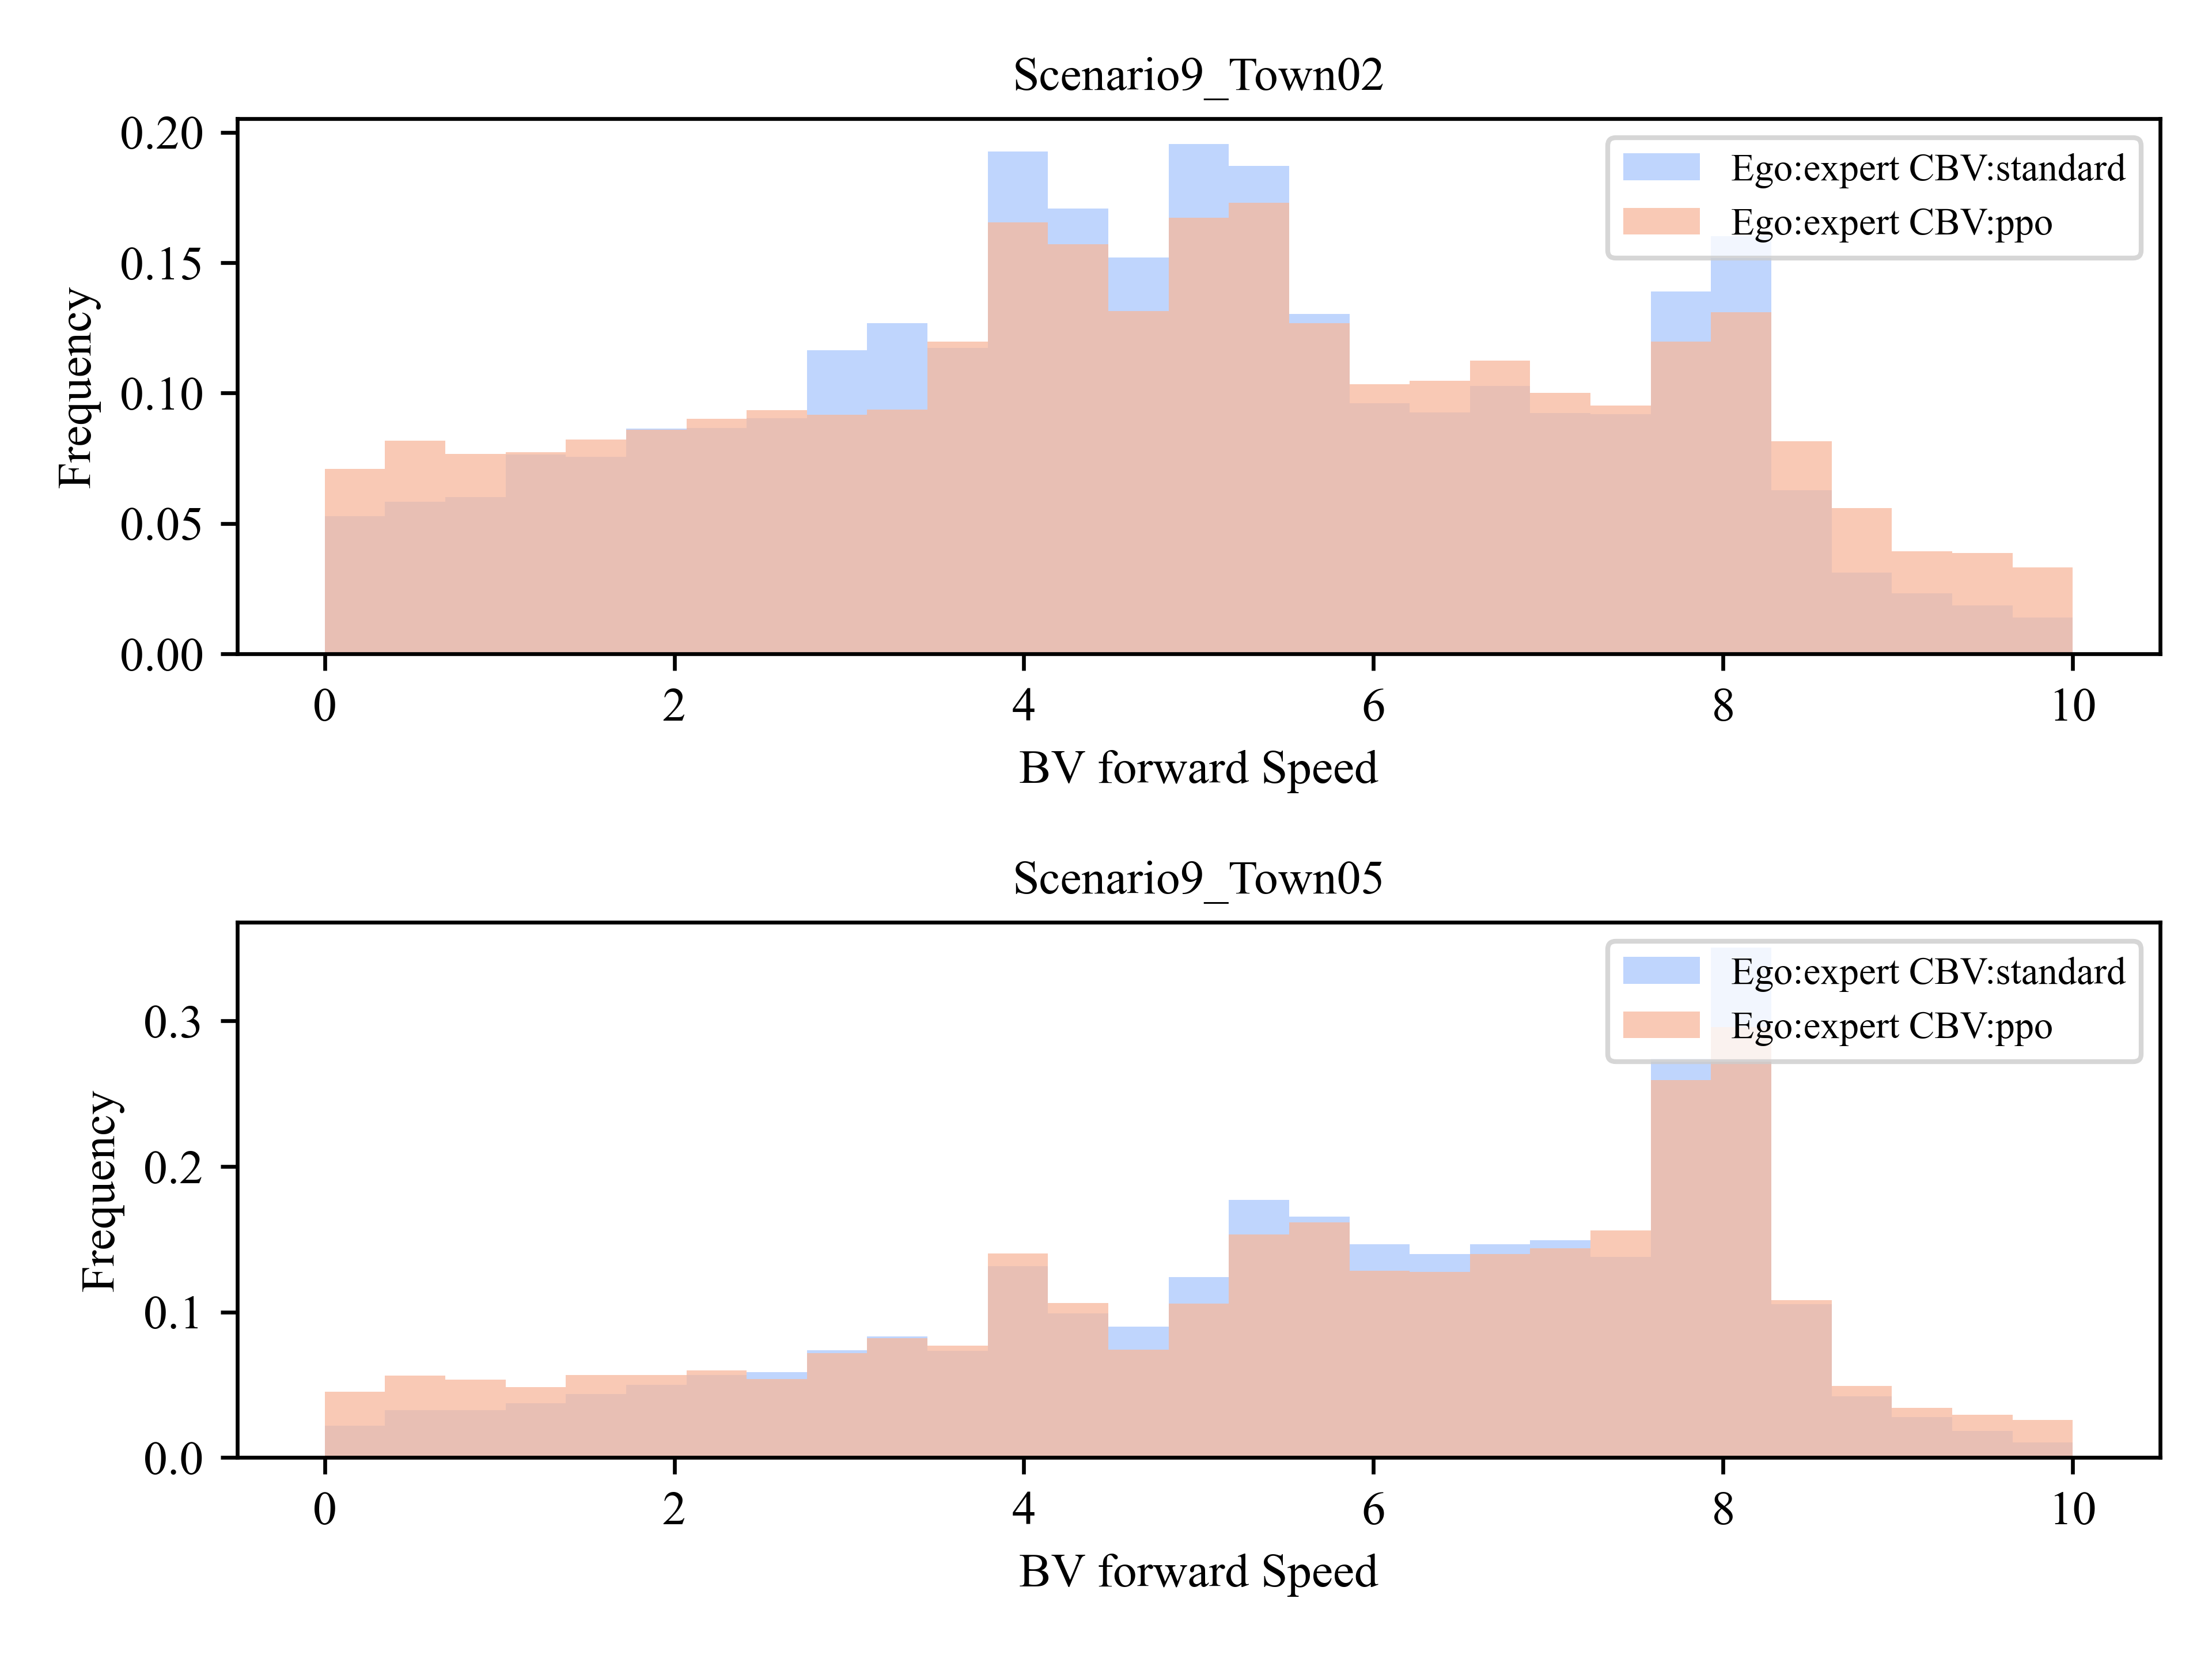 Scenario9_Town02
0.20
0.15
0.10
0.05
0.00
Frequency
Ego:expert CBV:standard
Ego:expert CBV:ppo
0 2 4 6 8 10
BV forward Speed
Scenario9_Town05
0.3
0.2
0.1
0.0
Frequency
Ego:expert CBV:standard
Ego:expert CBV:ppo
0 2 4 6 8 10
BV forward Speed